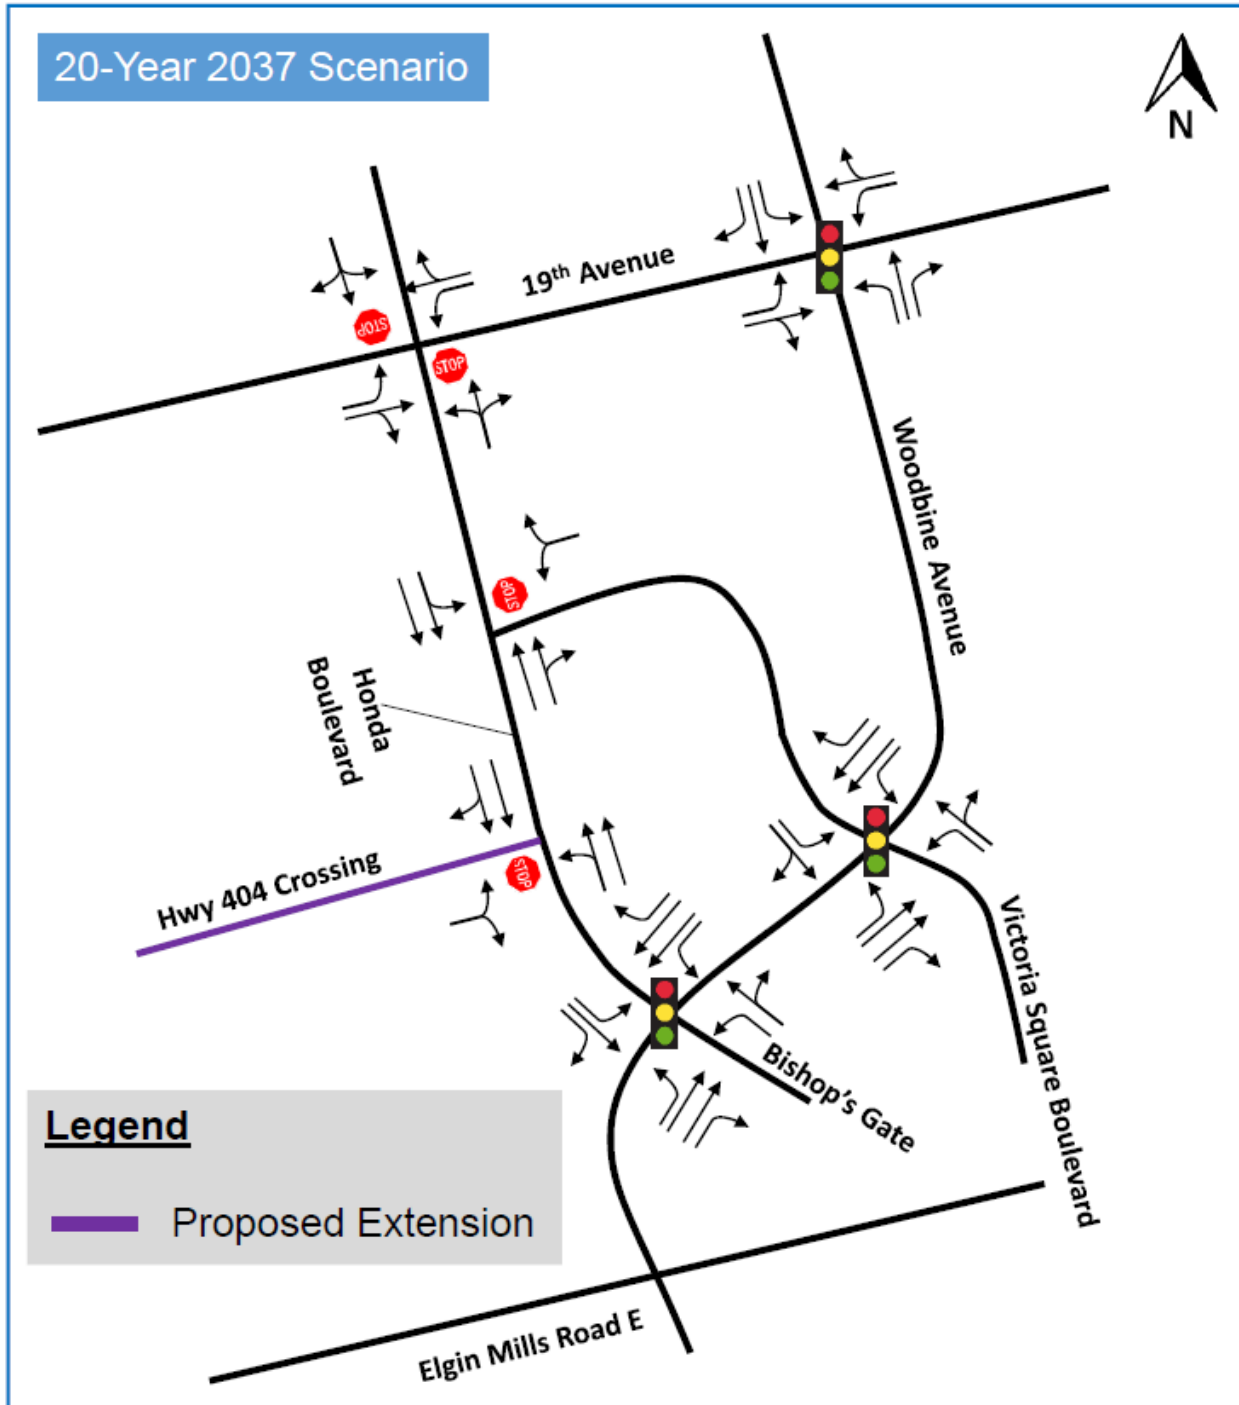 20-Year 2037 Scenario
N
19th Avenue
STOP
STOP
Woodbine Avenue
STOP
Honda
Boulevard
Hwy 404 Crossing
STOP
Victoria Square Boulevard
Bishop's Gate
Legend
Proposed Extension
Elgin Mills Road E